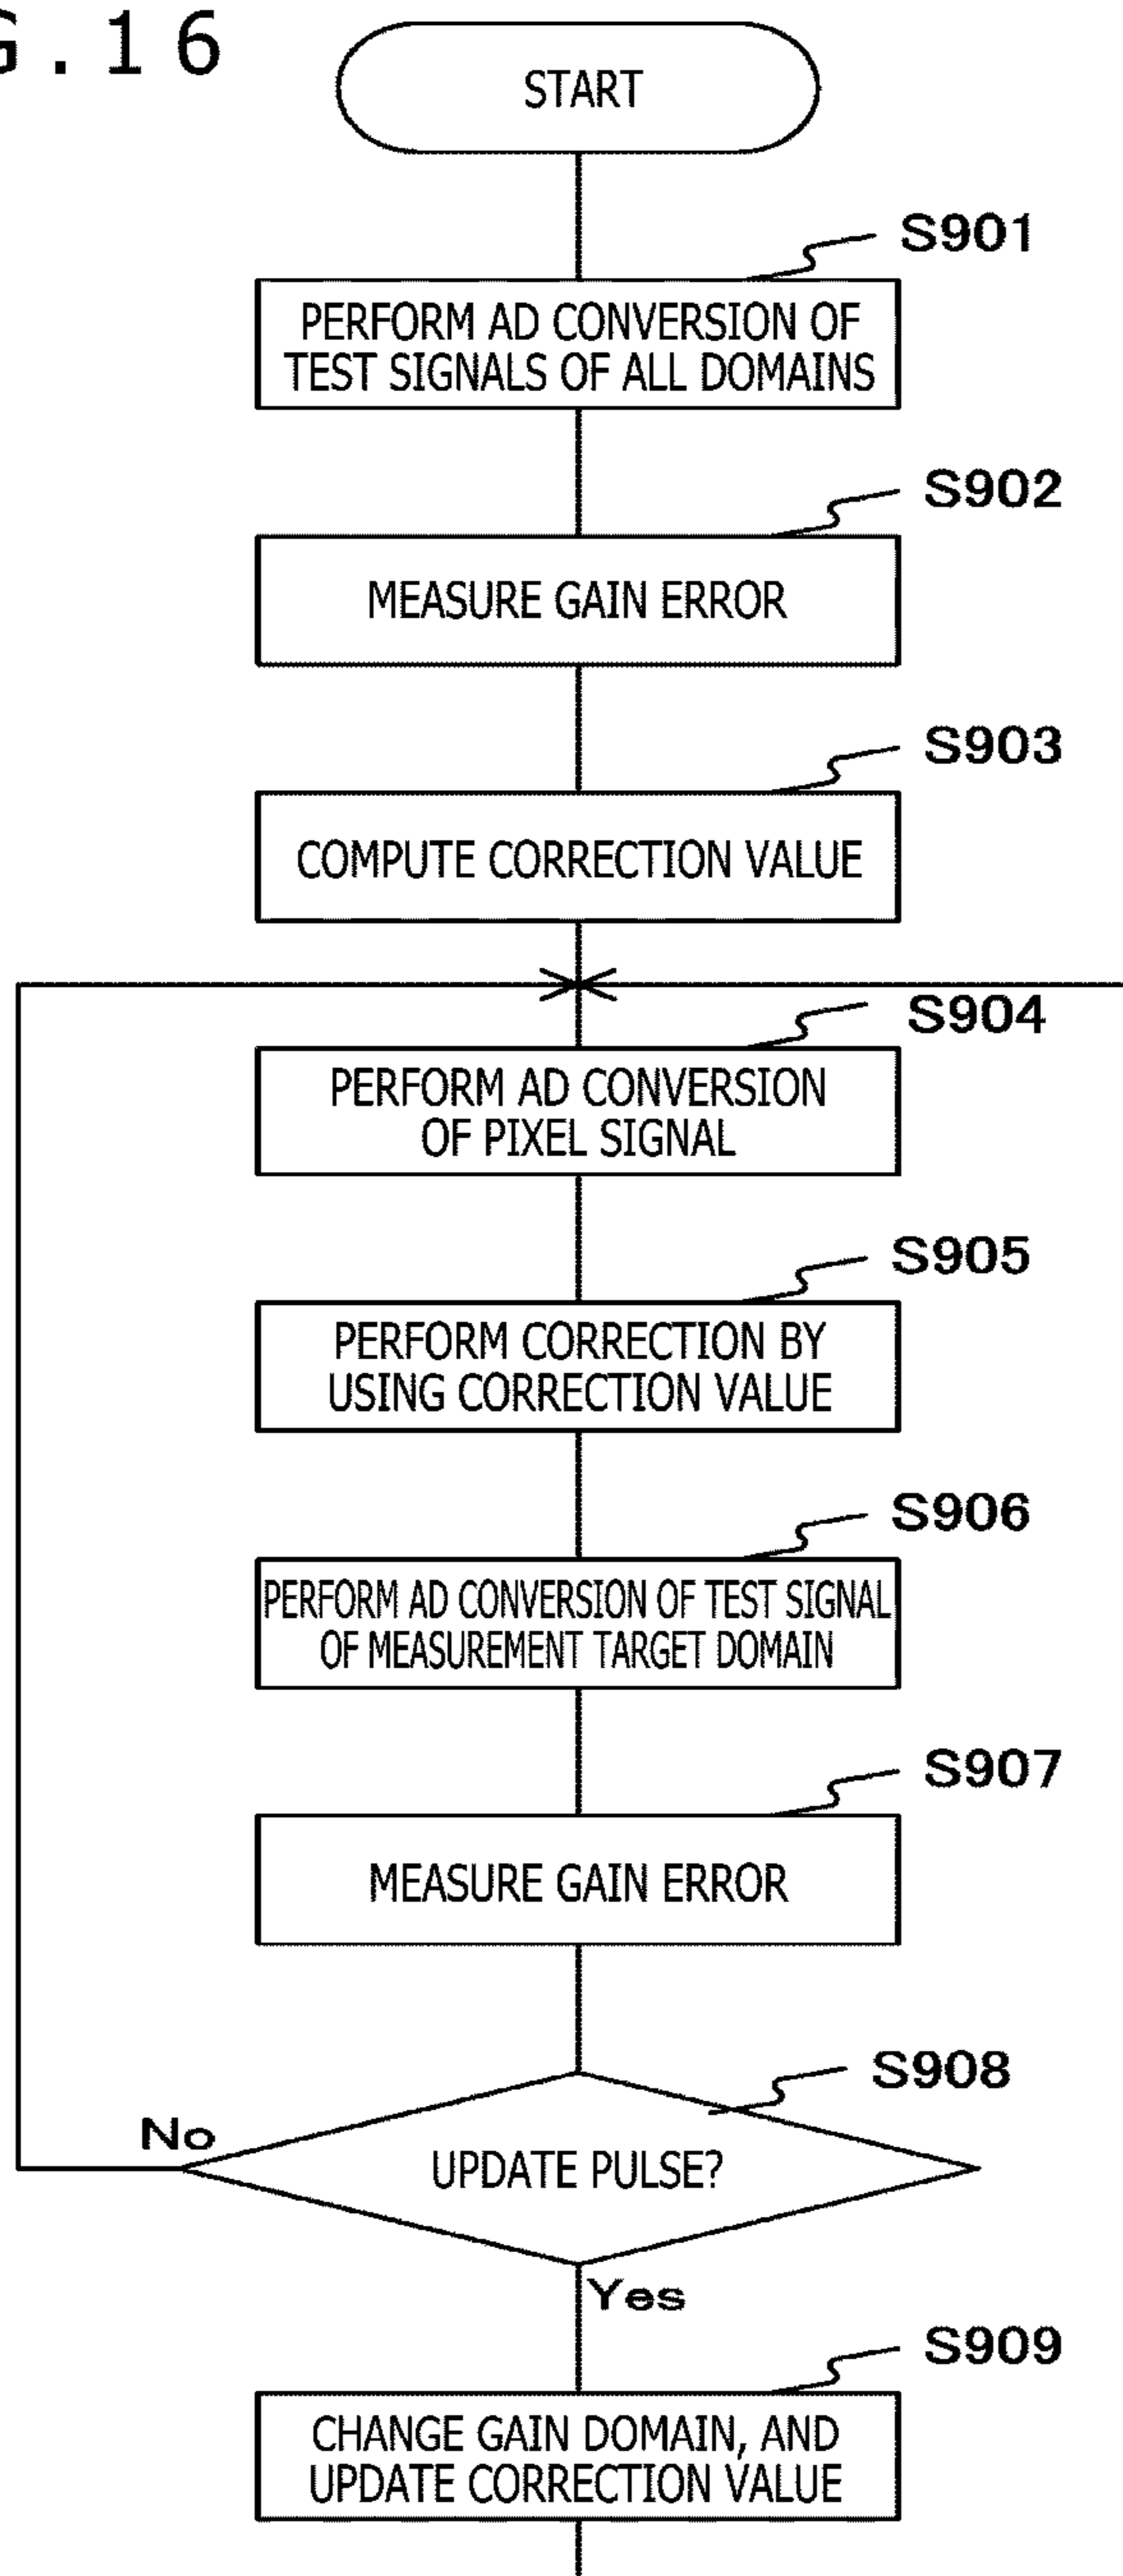 G.16
START
S901
PERFORM AD CONVERSION OF
TEST SIGNALS OF ALL DOMAINS
S902
MEASURE GAIN ERROR
S903
COMPUTE CORRECTION VALUE
S904
PERFORM AD CONVERSION
OF PIXEL SIGNAL
S905
PERFORM CORRECTION BY
USING CORRECTION VALUE
S906
PERFORM AD CONVERSION OF TEST SIGNAL
OF MEASUREMENT TARGET DOMAIN
S907
MEASURE GAIN ERROR
S908
No
UPDATE PULSE?
Yes
S909
CHANGE GAIN DOMAIN, AND
UPDATE CORRECTION VALUE